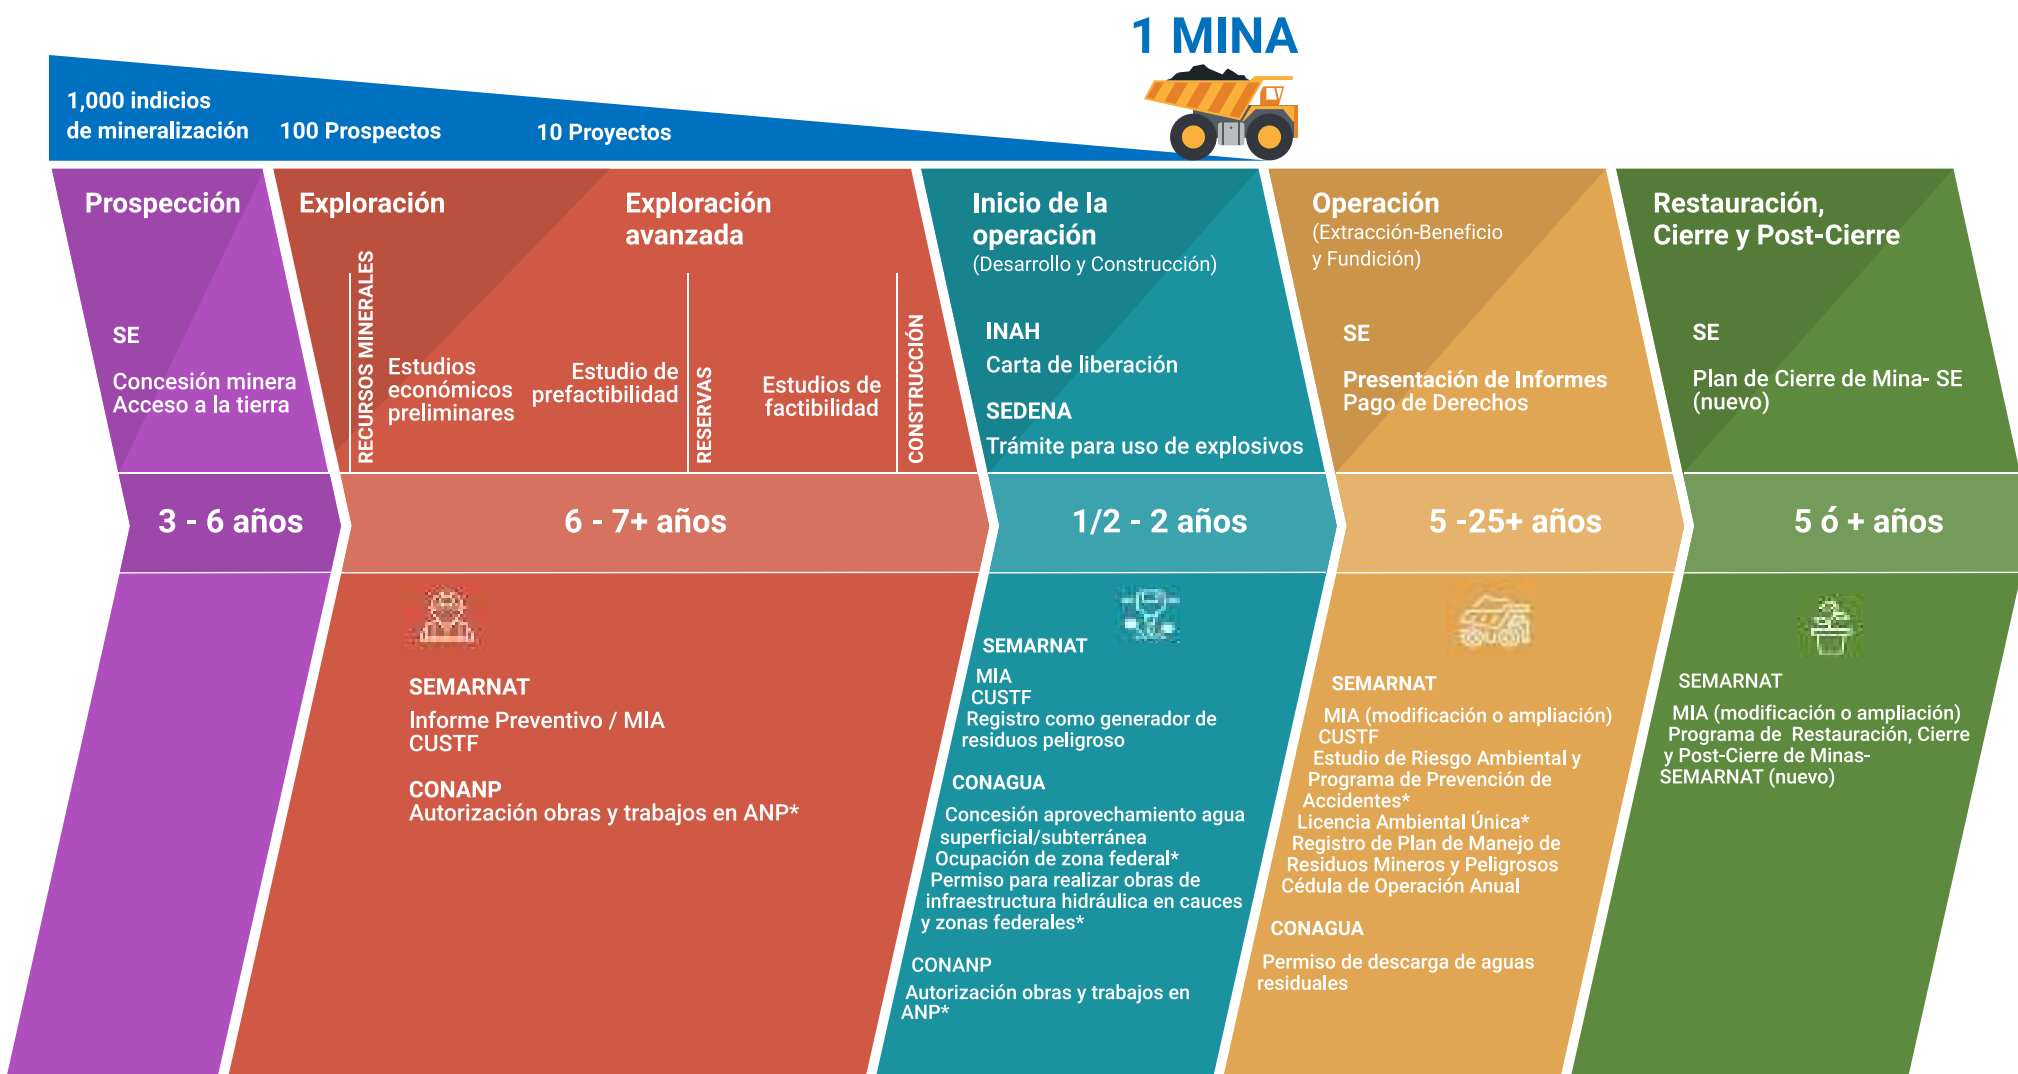 1 MINA
1,000 indicios
de mineralización
100 Prospectos
10 Proyectos
Prospección
SE
Concesión minera
Acceso a la tierra
3 - 6 años
Exploración
Exploración
avanzada
RECURSOS MINERALES
Estudios
económicos
preliminares
Estudio de
prefactibilidad
RESERVAS
Estudios de
factibilidad
CONSTRUCCIÓN
6 - 7+ años
SEMARNAT
Informe Preventivo / MIA
CUSTF
CONANP
Autorización obras y trabajos en ANP*
Inicio de la
operación
(Desarrollo y Construcción)
INAH
Carta de liberación
SEDENA
Trámite para uso de explosivos
1/2 - 2 años
SEMARNAT
MIA
CUSTF
Registro como generador de
residuos peligroso
CONAGUA
Concesión aprovechamiento agua
superficial/subterránea
Ocupación de zona federal*
Permiso para realizar obras de
infraestructura hidráulica en cauces
y zonas federales*
CONANP
Autorización obras y trabajos en
ANP*
Operación
(Extracción-Beneficio
y Fundición)
SE
Presentación de Informes
Pago de Derechos
5 -25+ años
SEMARNAT
MIA (modificación o ampliación)
CUSTF
Estudio de Riesgo Ambiental y
Programa de Prevención de
Accidentes*
Licencia Ambiental Única*
Registro de Plan de Manejo de
Residuos Mineros y Peligrosos
Cédula de Operación Anual
CONAGUA
Permiso de descarga de aguas
residuales
Restauración,
Cierre y Post-Cierre
SE
Plan de Cierre de Mina- SE
(nuevo)
5 ó + años
SEMARNAT
MIA (modificación o ampliación)
Programa de Restauración, Cierre
y Post-Cierre de Minas-
SEMARNAT (nuevo)